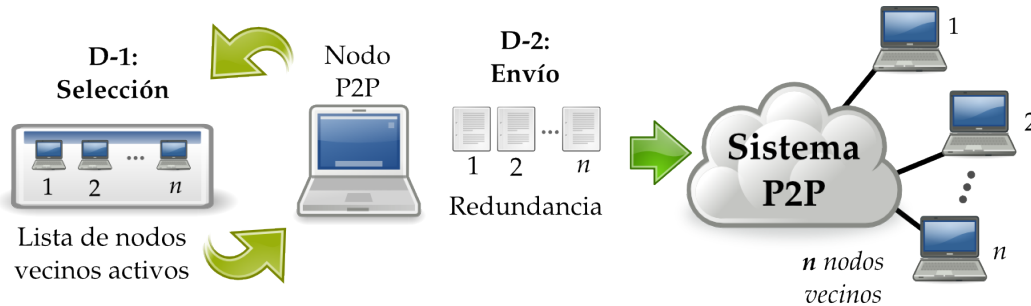 D-1:
Selección
1 2 ... n
Lista de nodos
vecinos activos
Nodo
P2P
D-2:
Envío
1 2 ... n
Redundancia
Sistema
P2P
1
2
n
n nodos
vecinos